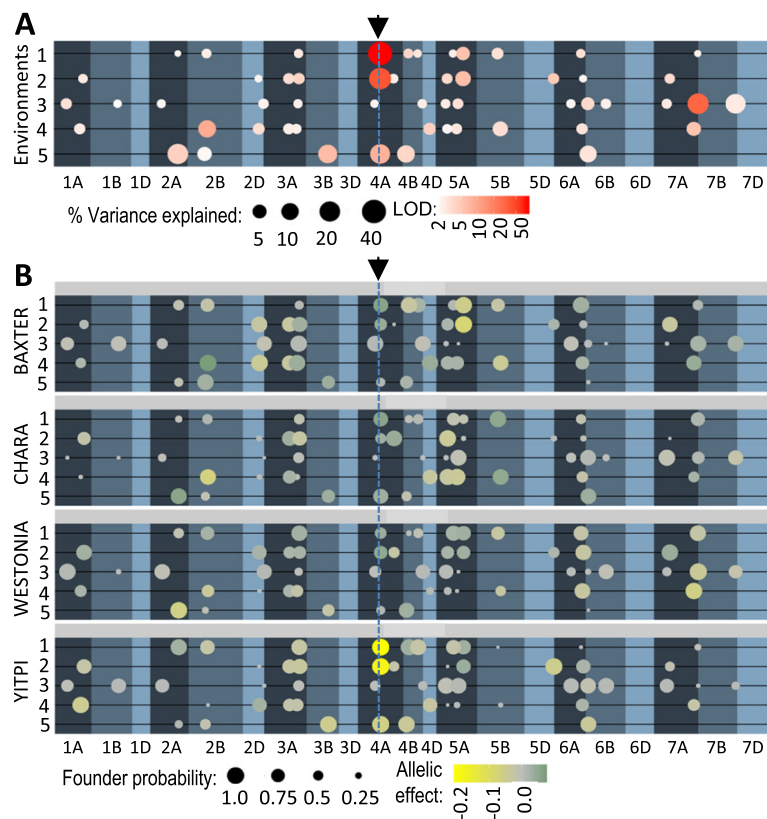 A
Environments
1
2
3
4
5
1A 1B 1D 2A 2B 2D 3A 3B 3D 4A 4B 4D 5A 5B 5D 6A 6B 6D 7A 7B 7D
% Variance explained: 5 10 20 40
LOD: 2 5 10 20 50
B
BAXTER
1
2
3
4
5
CHARA
1
2
3
4
5
WESTONIA
1
2
3
4
5
YITPI
1
2
3
4
5
1A 1B 1D 2A 2B 2D 3A 3B 3D 4A 4B 4D 5A 5B 5D 6A 6B 6D 7A 7B 7D
Founder probability: 1.0 0.75 0.5 0.25
Allelic effect: -0.2 -0.1 0.0